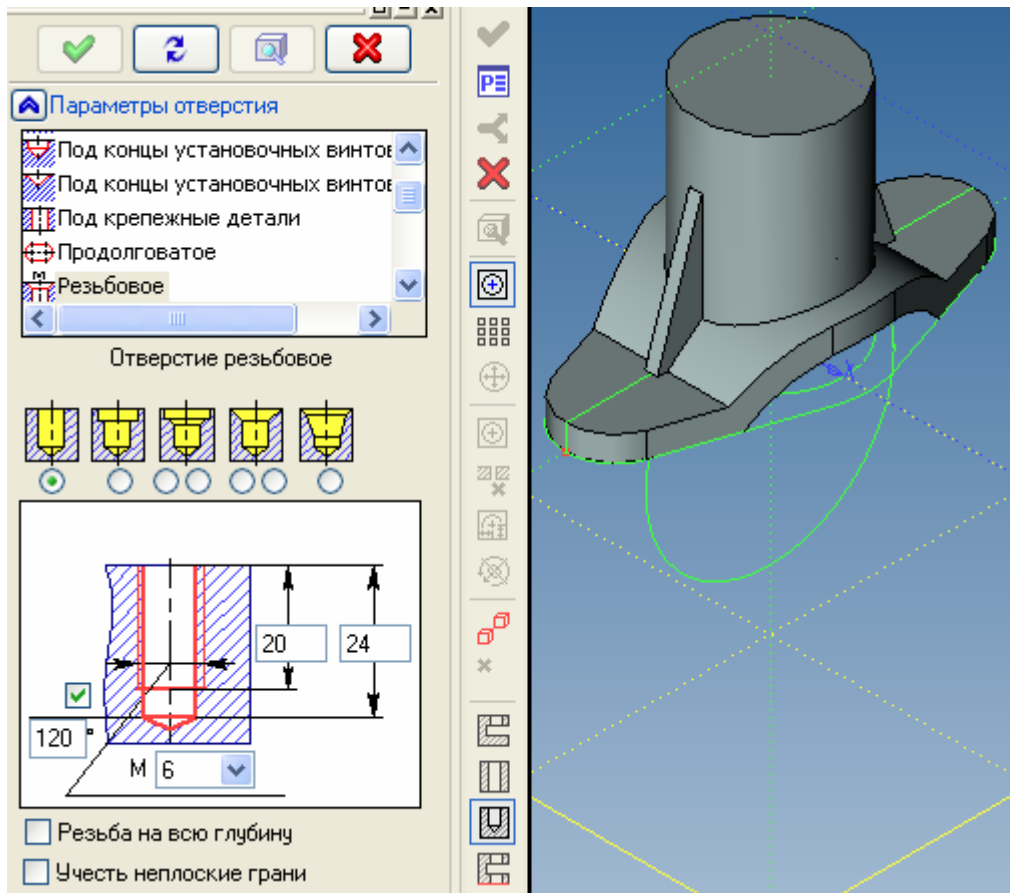 Параметры отверстия
Под концы установочных винтов
Под концы установочных винтов
Под крепежные детали
Продолговатое
М
Резьбовое
Отверстие резьбовое
20
24
120 °
М 6
Резьба на всю глубину
Учесть неплоские грани